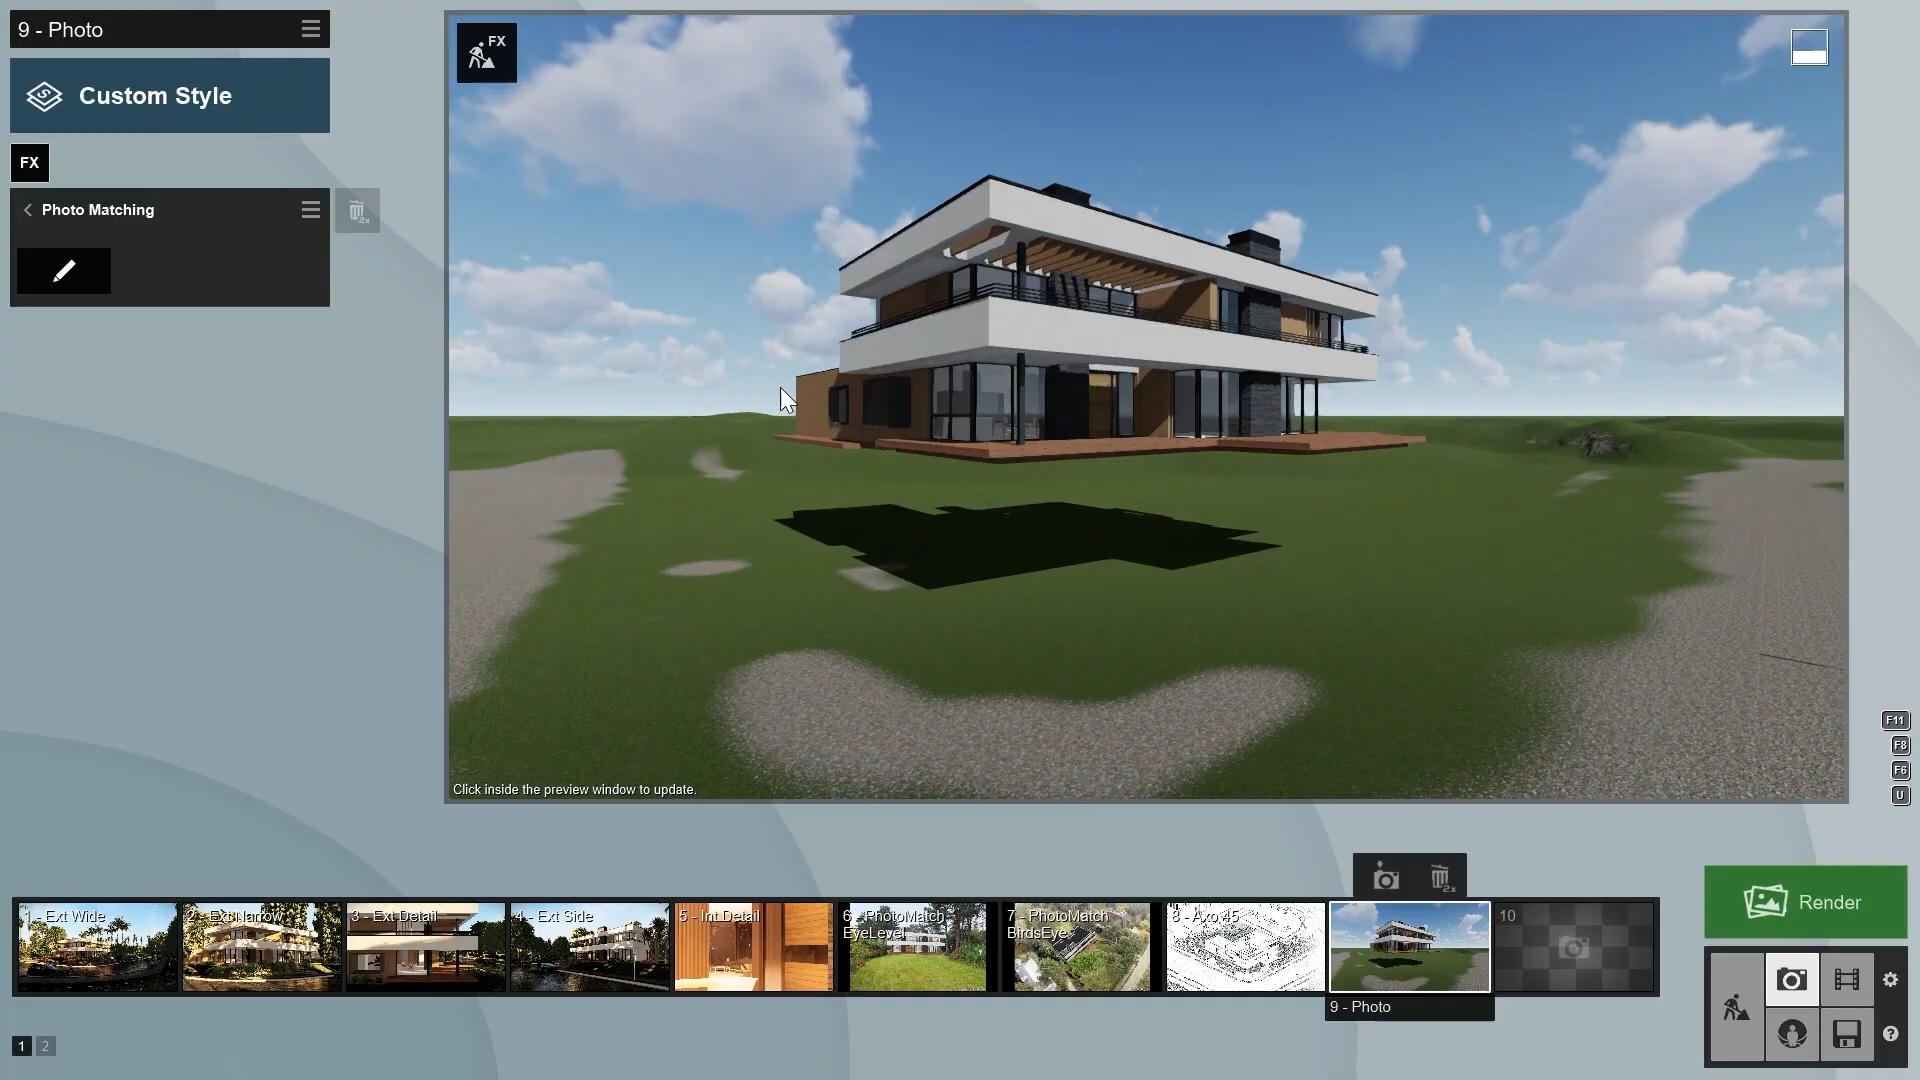 9 - Photo
Custom Style
FX
Photo Matching
2x
FX
Click inside the preview window to update.
F11
F8
F6
U
2x
1 - Ext Wide
2 - Ext Narrow
3 - Ext Detail
4 - Ext Side
5 - Int Detail
6 - PhotoMatch
EyeLevel
7 - PhotoMatch
BirdsEye
8 - Axo 45
9 - Photo
10
Render
?
1
2